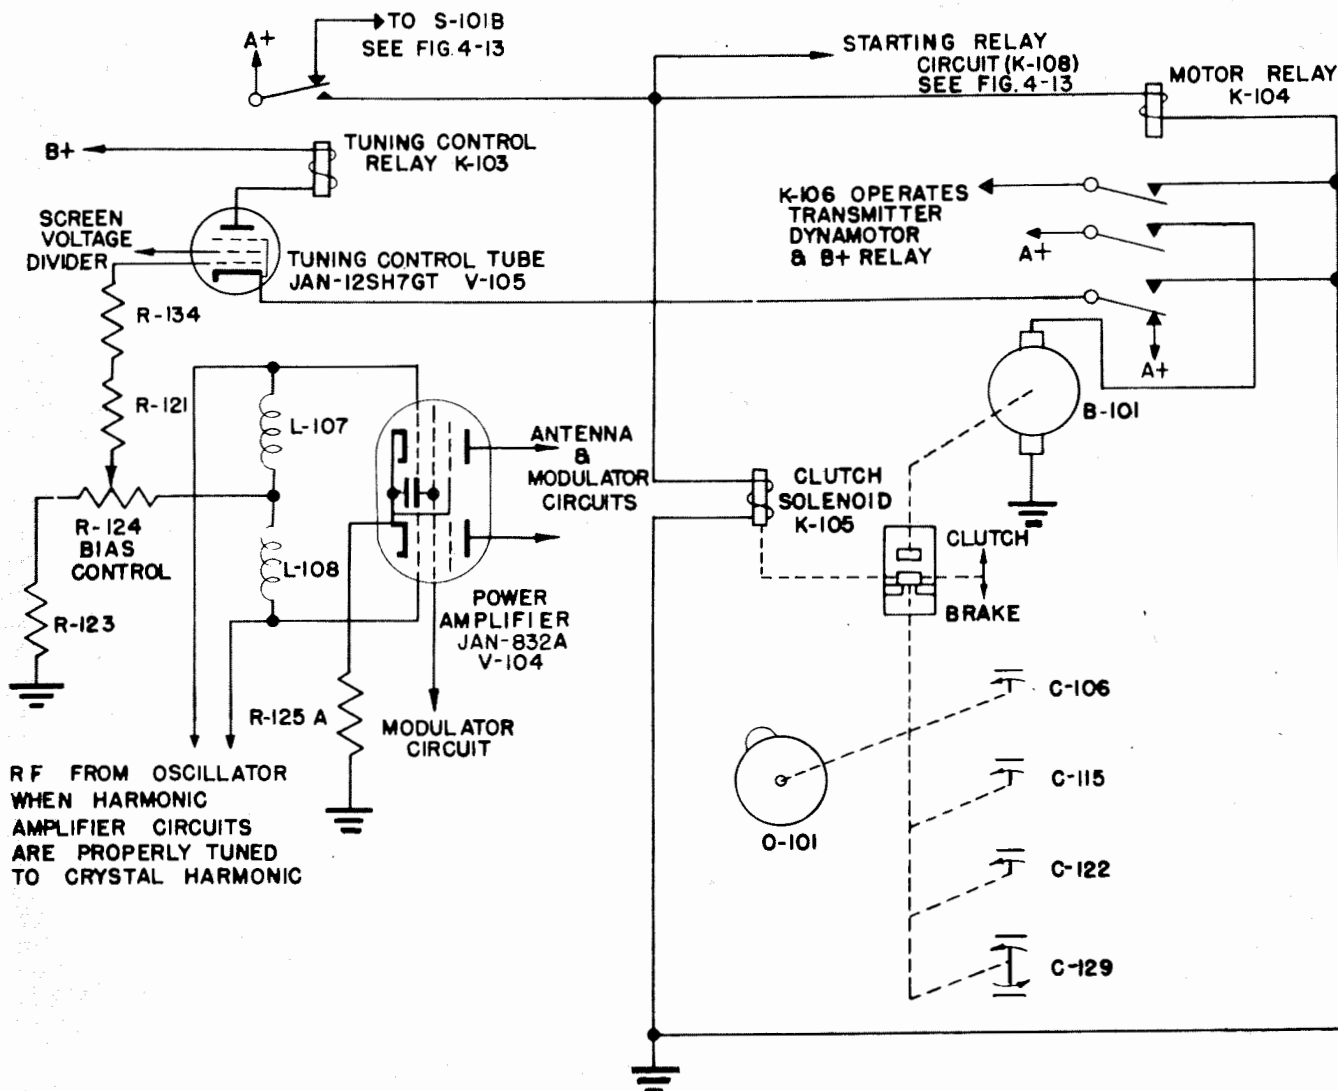 TO S-101B
SEE FIG. 4-13
A+
STARTING RELAY
CIRCUIT (K-108)
SEE FIG. 4-13
MOTOR RELAY
K-104
B+
TUNING CONTROL
RELAY K-103
K-106 OPERATES
TRANSMITTER
DYNAMOTOR
& B+ RELAY
A+
SCREEN
VOLTAGE
DIVIDER
TUNING CONTROL TUBE
JAN-12SH7GT V-105
R-134
A+
R-121
B-101
L-107
ANTENNA
&
MODULATOR
CIRCUITS
CLUTCH
SOLENOID
K-105
R-124
BIAS
CONTROL
L-108
CLUTCH
BRAKE
R-123
POWER
AMPLIFIER
JAN-832A
V-104
R-125 A
MODULATOR
CIRCUIT
C-106
C-115
O-101
C-122
C-129
RF FROM OSCILLATOR
WHEN HARMONIC
AMPLIFIER CIRCUITS
ARE PROPERLY TUNED
TO CRYSTAL HARMONIC